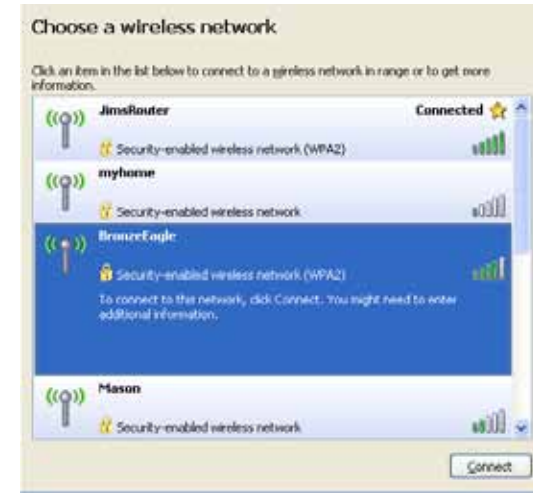 Choose a wireless network
Click an item in the list below to connect to a wireless network in range or to get more
information.
JimsRouter Connected
Security-enabled wireless network (WPA2)
myhome
Security-enabled wireless network
BronzeEagle
Security-enabled wireless network (WPA2)
To connect to this network, click Connect. You might need to enter
additional information.
Mason
Security-enabled wireless network
Connect